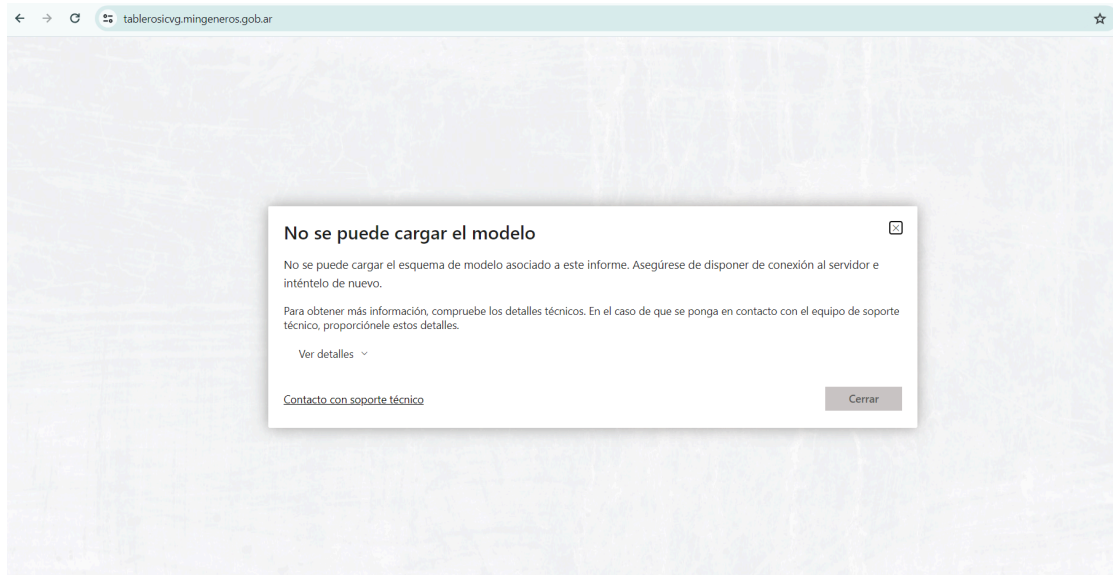 tablerosicvg.mingeneros.gob.ar
No se puede cargar el modelo
No se puede cargar el esquema de modelo asociado a este informe. Asegúrese de disponer de conexión al servidor e
inténtelo de nuevo.
Para obtener más información, compruebe los detalles técnicos. En el caso de que se ponga en contacto con el equipo de soporte
técnico, proporciónele estos detalles.
Ver detalles
Contacto con soporte técnico
Cerrar